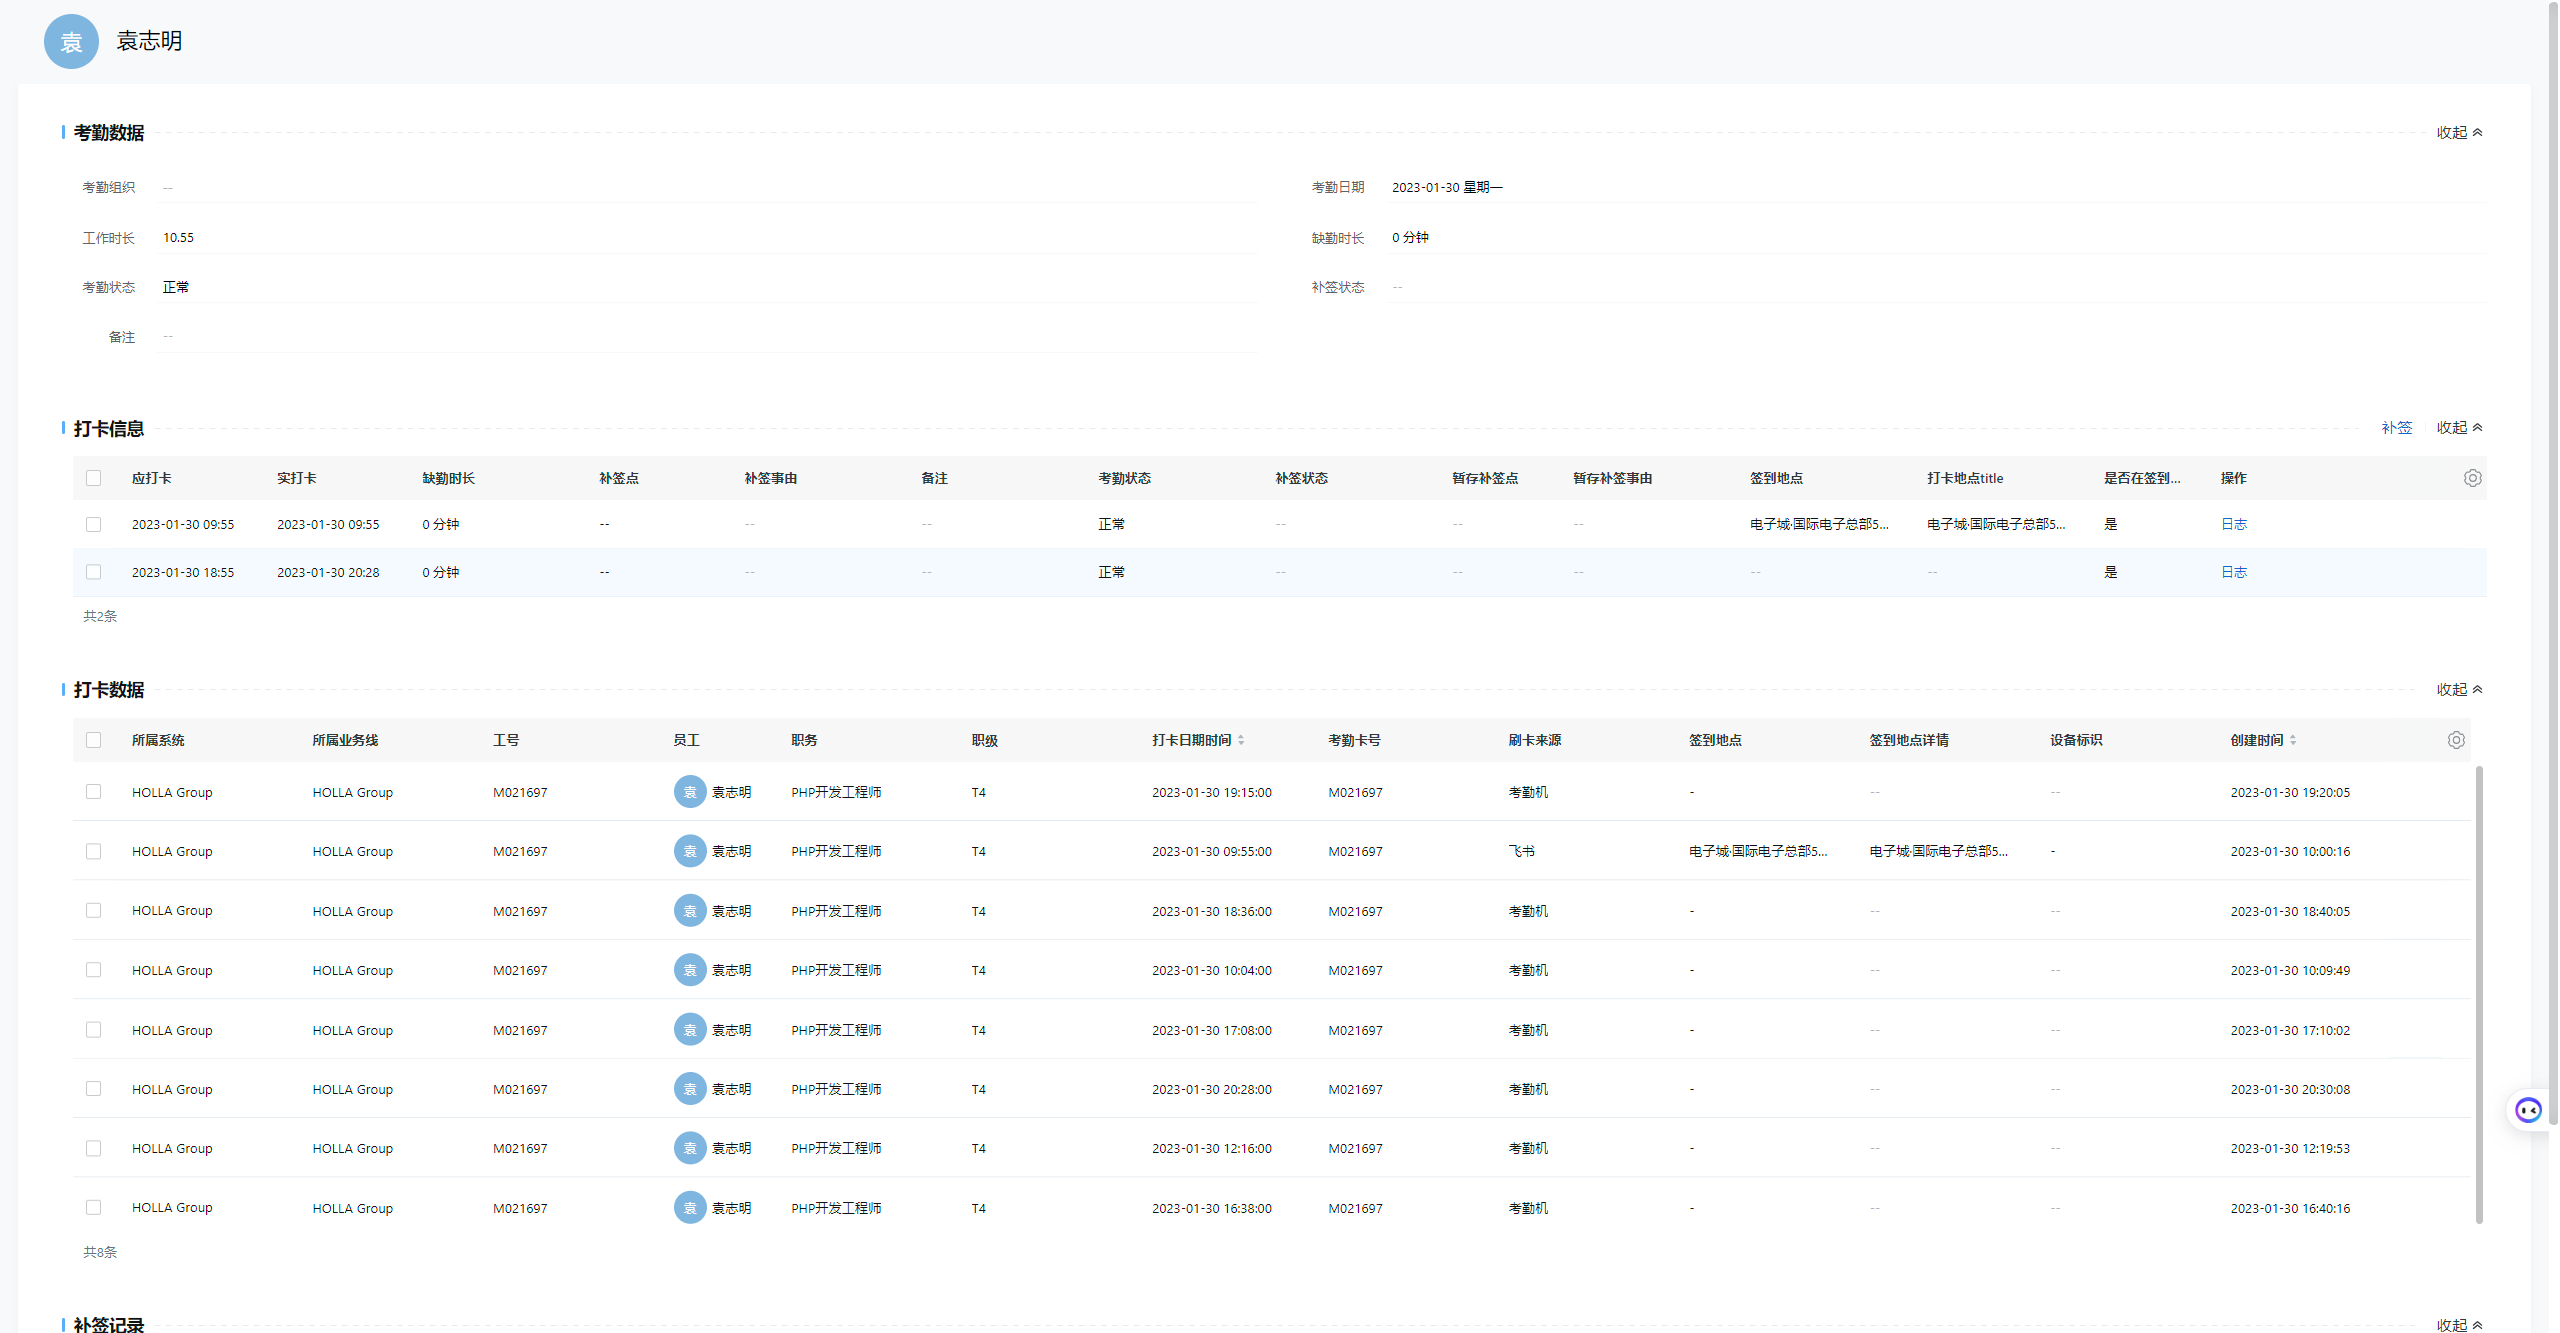 袁 袁志明
考勤数据 收起
考勤组织 -- 考勤日期 2023-01-30 星期一
工作时长 10.55 缺勤时长 0 分钟
考勤状态 正常 补签状态 --
备注 --
打卡信息 补签 收起
应打卡 实打卡 缺勤时长 补签点 补签事由 备注 考勤状态 补签状态 暂存补签点 暂存补签事由 签到地点 打卡地点title 是否在签到... 操作
2023-01-30 09:55 2023-01-30 09:55 0 分钟 -- -- -- 正常 -- -- -- 电子城·国际电子总部5... 电子城·国际电子总部5... 是 日志
2023-01-30 18:55 2023-01-30 20:28 0 分钟 -- -- -- 正常 -- -- -- -- -- 是 日志
共2条
打卡数据 收起
所属系统 所属业务线 工号 员工 职务 职级 打卡日期时间 考勤卡号 刷卡来源 签到地点 签到地点详情 设备标识 创建时间
HOLLA Group HOLLA Group M021697 袁 袁志明 PHP开发工程师 T4 2023-01-30 19:15:00 M021697 考勤机 - -- -- 2023-01-30 19:20:05
HOLLA Group HOLLA Group M021697 袁 袁志明 PHP开发工程师 T4 2023-01-30 09:55:00 M021697 飞书 电子城·国际电子总部5... 电子城·国际电子总部5... - 2023-01-30 10:00:16
HOLLA Group HOLLA Group M021697 袁 袁志明 PHP开发工程师 T4 2023-01-30 18:36:00 M021697 考勤机 - -- -- 2023-01-30 18:40:05
HOLLA Group HOLLA Group M021697 袁 袁志明 PHP开发工程师 T4 2023-01-30 10:04:00 M021697 考勤机 - -- -- 2023-01-30 10:09:49
HOLLA Group HOLLA Group M021697 袁 袁志明 PHP开发工程师 T4 2023-01-30 17:08:00 M021697 考勤机 - -- -- 2023-01-30 17:10:02
HOLLA Group HOLLA Group M021697 袁 袁志明 PHP开发工程师 T4 2023-01-30 20:28:00 M021697 考勤机 - -- -- 2023-01-30 20:30:08
HOLLA Group HOLLA Group M021697 袁 袁志明 PHP开发工程师 T4 2023-01-30 12:16:00 M021697 考勤机 - -- -- 2023-01-30 12:19:53
HOLLA Group HOLLA Group M021697 袁 袁志明 PHP开发工程师 T4 2023-01-30 16:38:00 M021697 考勤机 - -- -- 2023-01-30 16:40:16
共8条
补签记录 收起